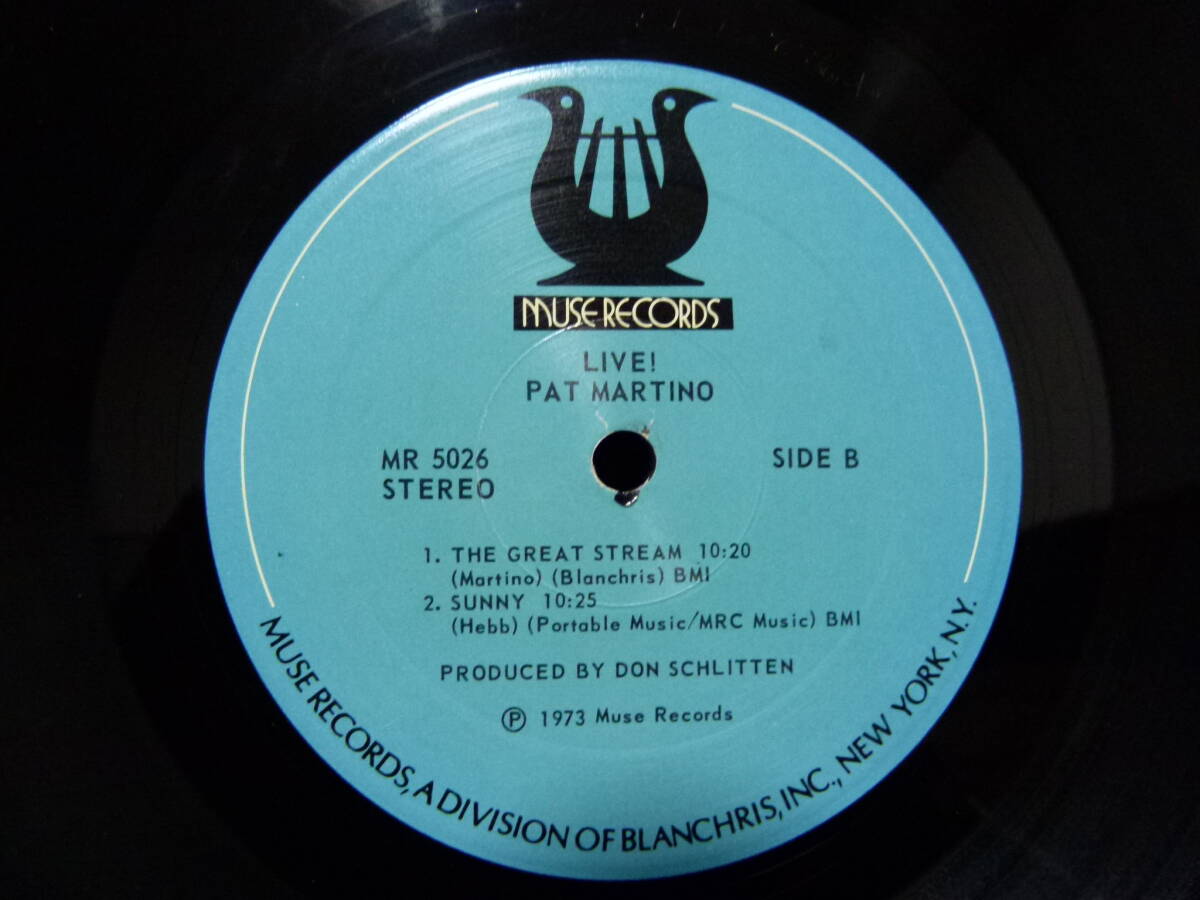 MUSE RECORDS
LIVE!
PAT MARTINO
MR 5026
STEREO
SIDE B
1. THE GREAT STREAM 10:20
(Martino) (Blanchris) BMI
2. SUNNY 10:25
(Hebb) (Portable Music/MRC Music) BMI
PRODUCED BY DON SCHLITTEN
Ⓟ 1973 Muse Records
MUSE RECORDS, A DIVISION OF BLANCHRIS, INC., NEW YORK, N.Y.